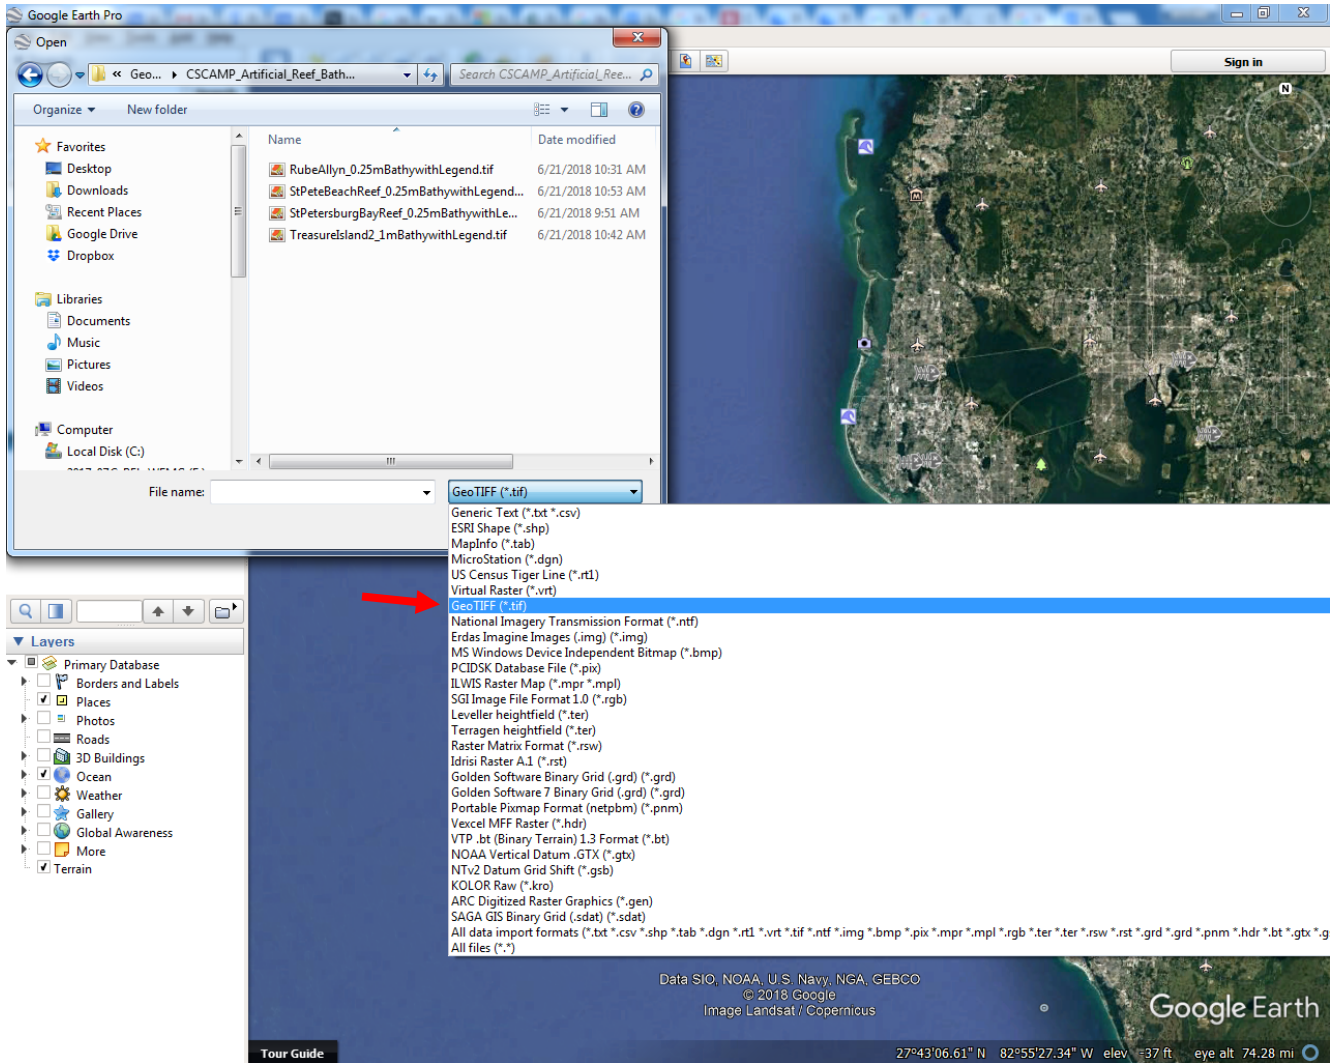 Google Earth Pro
Open
« Geo... ▸ CSCAMP_Artificial_Reef_Bath...
Search CSCAMP_Artificial_Ree...
Sign in
Organize
New folder
Name
Date modified
Favorites
Desktop
Downloads
Recent Places
Google Drive
Dropbox
Libraries
Documents
Music
Pictures
Videos
Computer
Local Disk (C:)
RubeAllyn_0.25mBathywithLegend.tif 6/21/2018 10:31 AM
StPeteBeachReef_0.25mBathywithLegend... 6/21/2018 10:53 AM
StPetersburgBayReef_0.25mBathywithLe... 6/21/2018 9:51 AM
TreasureIsland2_1mBathywithLegend.tif 6/21/2018 10:42 AM
N
File name:
GeoTIFF (*.tif)
Generic Text (*.txt *.csv)
ESRI Shape (*.shp)
MapInfo (*.tab)
MicroStation (*.dgn)
US Census Tiger Line (*.rt1)
Virtual Raster (*.vrt)
GeoTIFF (*.tif)
National Imagery Transmission Format (*.ntf)
Erdas Imagine Images (.img) (*.img)
MS Windows Device Independent Bitmap (*.bmp)
PCIDSK Database File (*.pix)
ILWIS Raster Map (*.mpr *.mpl)
SGI Image File Format 1.0 (*.rgb)
Leveller heightfield (*.ter)
Terragen heightfield (*.ter)
Raster Matrix Format (*.rsw)
Idrisi Raster A.1 (*.rst)
Golden Software Binary Grid (.grd) (*.grd)
Golden Software 7 Binary Grid (.grd) (*.grd)
Portable Pixmap Format (netpbm) (*.pnm)
Vexcel MFF Raster (*.hdr)
VTP .bt (Binary Terrain) 1.3 Format (*.bt)
NOAA Vertical Datum .GTX (*.gtx)
NTv2 Datum Grid Shift (*.gsb)
KOLOR Raw (*.kro)
ARC Digitized Raster Graphics (*.gen)
SAGA GIS Binary Grid (.sdat) (*.sdat)
All data import formats (*.txt *.csv *.shp *.tab *.dgn *.rt1 *.vrt *.tif *.ntf *.img *.bmp *.pix *.mpr *.mpl *.rgb *.ter *.ter *.rsw *.rst *.grd *.grd *.pnm *.hdr *.bt *.gtx *.g
All files (*.*)
Layers
Primary Database
Borders and Labels
Places
Photos
Roads
3D Buildings
Ocean
Weather
Gallery
Global Awareness
More
Terrain
Data SIO, NOAA, U.S. Navy, NGA, GEBCO
© 2018 Google
Image Landsat / Copernicus
Google Earth
Tour Guide
27°43'06.61" N 82°55'27.34" W elev -37 ft eye alt 74.28 mi